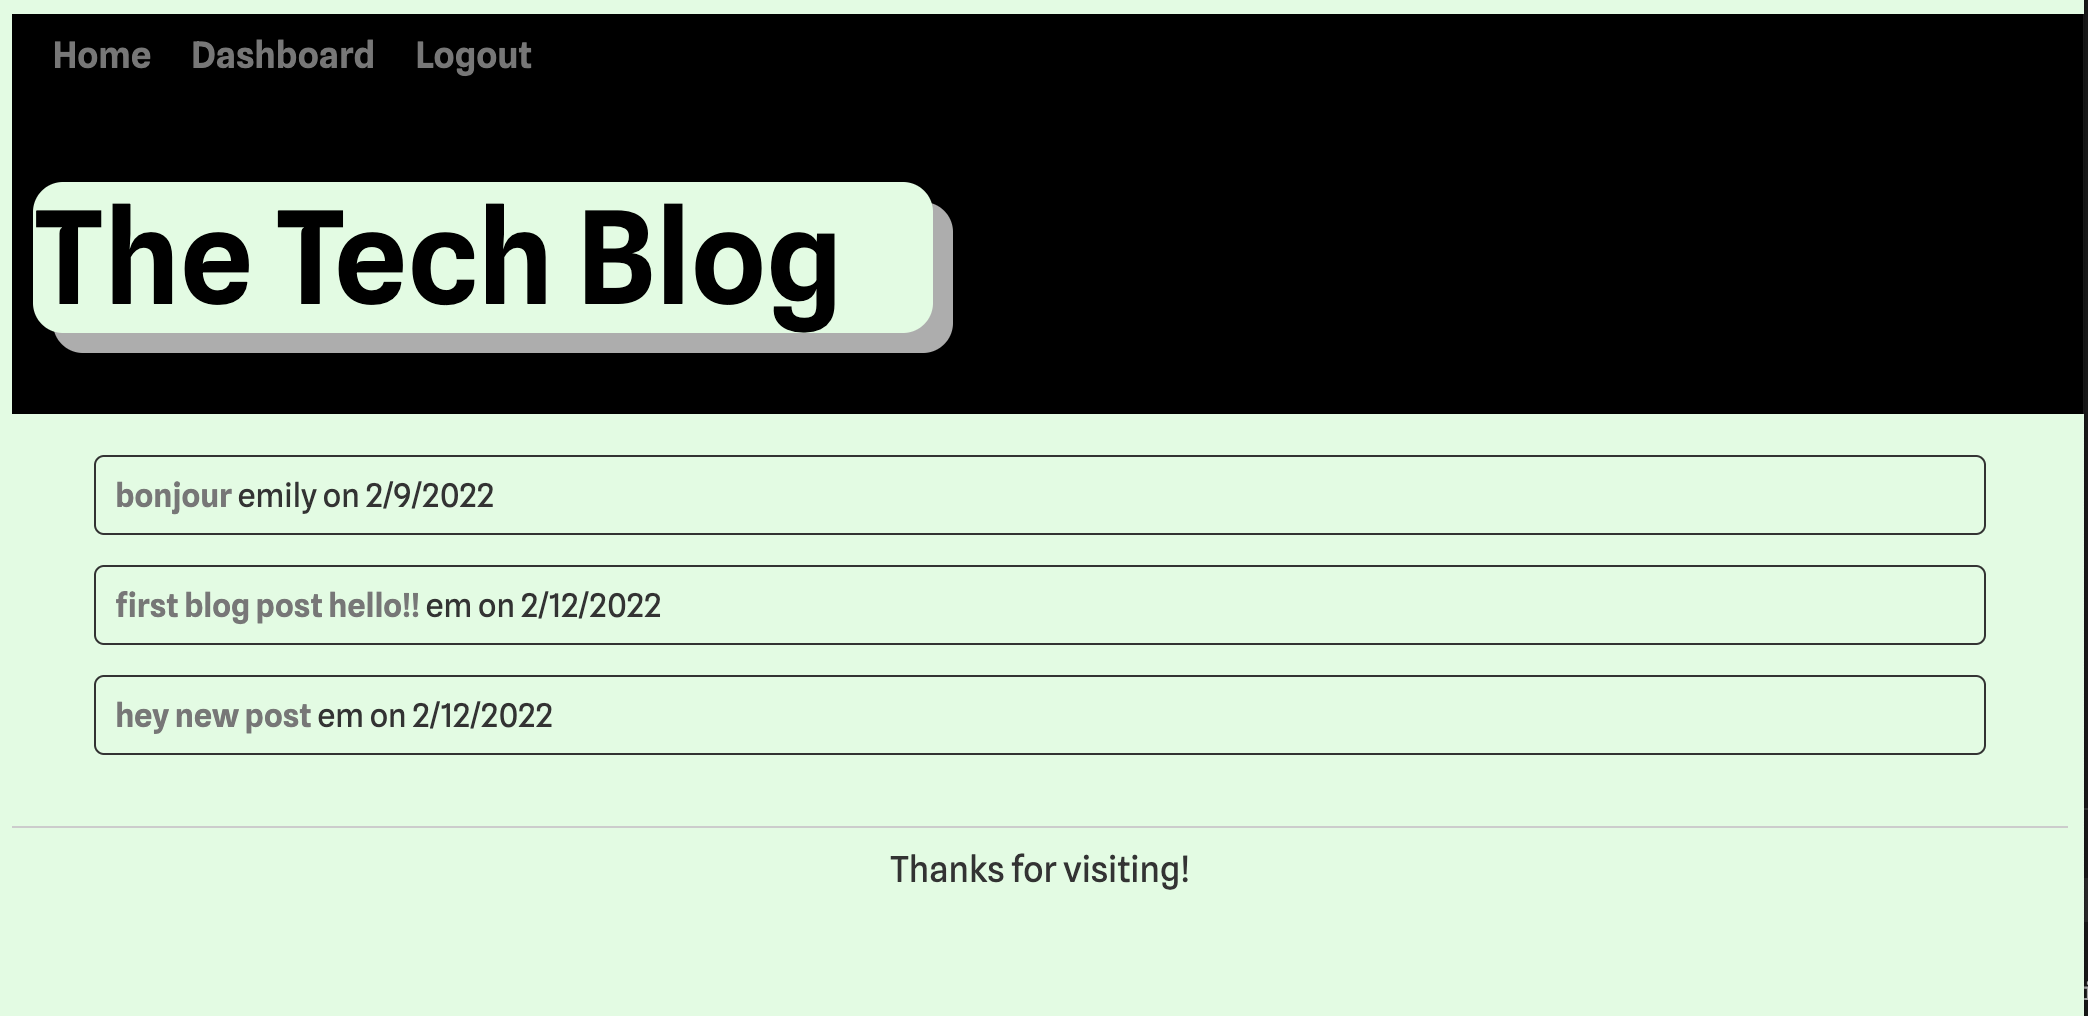 Home Dashboard Logout
The Tech Blog
bonjour emily on 2/9/2022
first blog post hello!! em on 2/12/2022
hey new post em on 2/12/2022
Thanks for visiting!